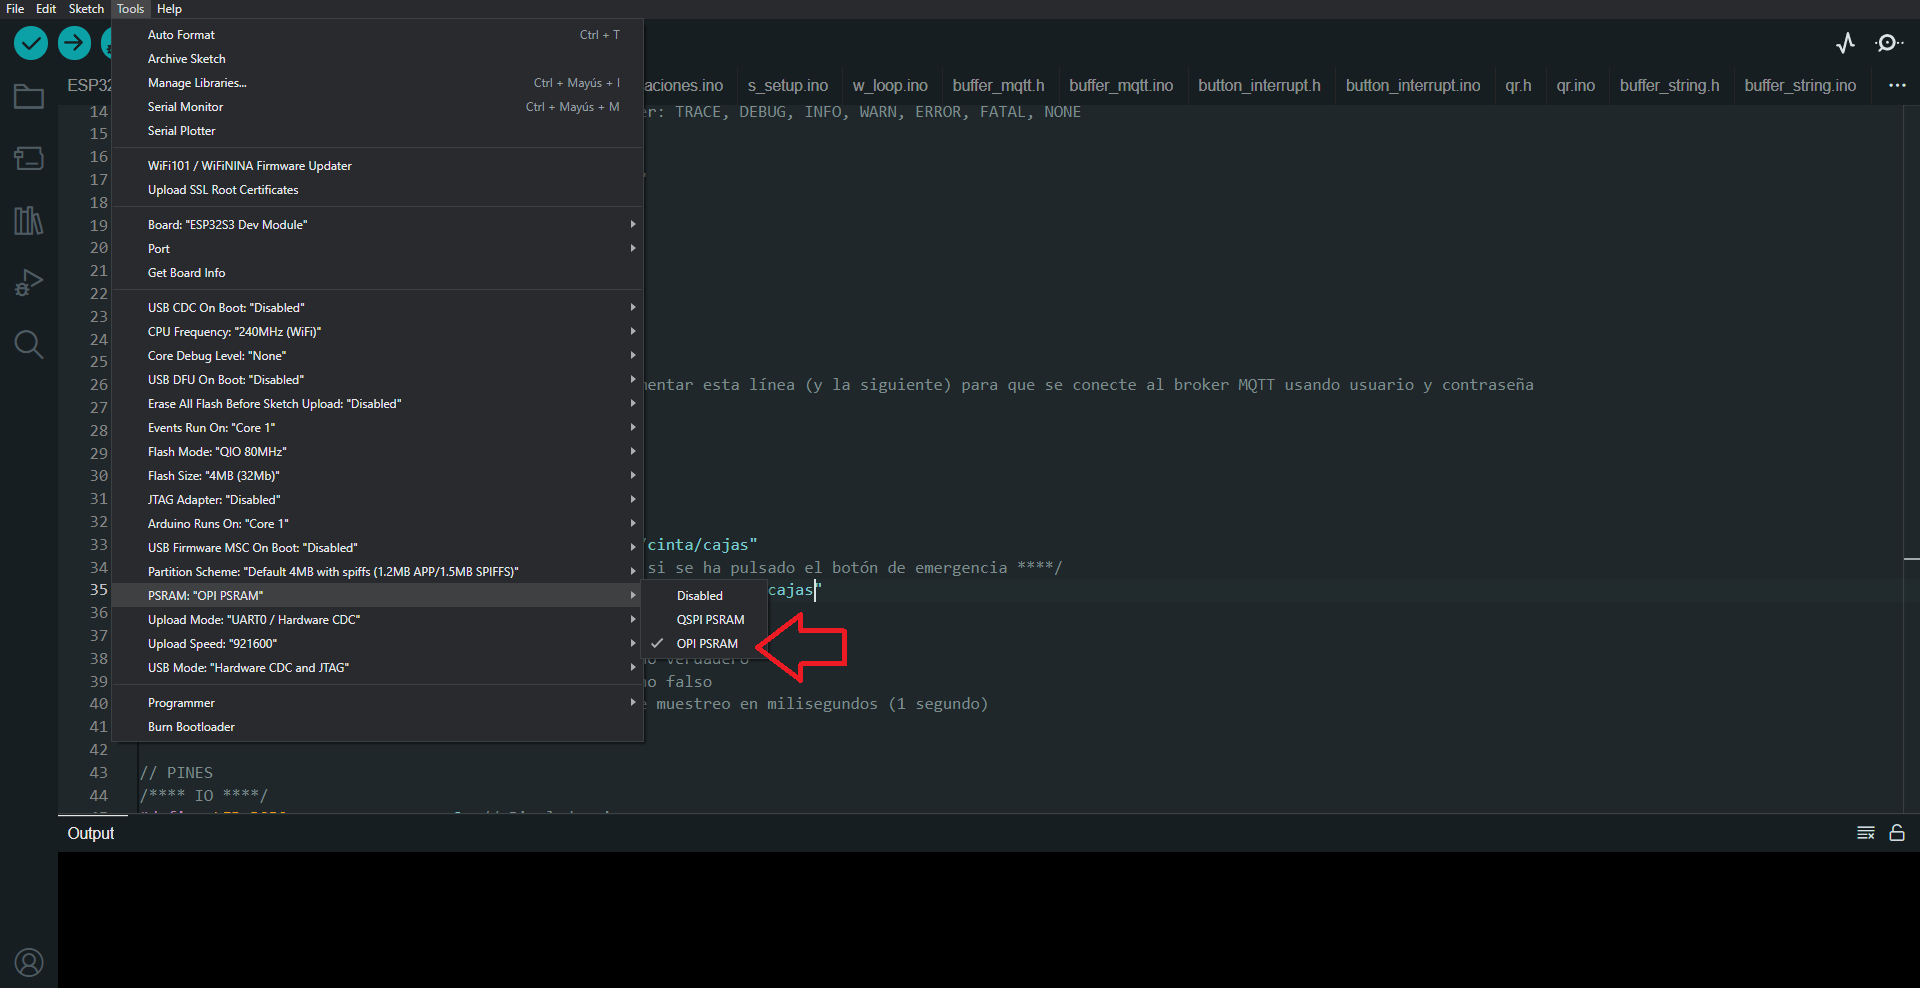 File Edit Sketch Tools Help
Auto Format Ctrl + T
Archive Sketch
Manage Libraries... Ctrl + Mayús + I
Serial Monitor Ctrl + Mayús + M
Serial Plotter
WiFi101 / WiFiNINA Firmware Updater
Upload SSL Root Certificates
Board: "ESP32S3 Dev Module"
Port
Get Board Info
USB CDC On Boot: "Disabled"
CPU Frequency: "240MHz (WiFi)"
Core Debug Level: "None"
USB DFU On Boot: "Disabled"
Erase All Flash Before Sketch Upload: "Disabled"
Events Run On: "Core 1"
Flash Mode: "QIO 80MHz"
Flash Size: "4MB (32Mb)"
JTAG Adapter: "Disabled"
Arduino Runs On: "Core 1"
USB Firmware MSC On Boot: "Disabled"
Partition Scheme: "Default 4MB with spiffs (1.2MB APP/1.5MB SPIFFS)"
PSRAM: "OPI PSRAM"
Upload Mode: "UART0 / Hardware CDC"
Upload Speed: "921600"
USB Mode: "Hardware CDC and JTAG"
Programmer
Burn Bootloader
Disabled
QSPI PSRAM
OPI PSRAM
ESP32 aciones.ino s_setup.ino w_loop.ino buffer_mqtt.h buffer_mqtt.ino button_interrupt.h button_interrupt.ino qr.h qr.ino buffer_string.h buffer_string.ino ...
14 er: TRACE, DEBUG, INFO, WARN, ERROR, FATAL, NONE
15
16
17
18
19
20
21
22
23
24
25
26 mentar esta línea (y la siguiente) para que se conecte al broker MQTT usando usuario y contraseña
27
28
29
30
31
32
33 /cinta/cajas"
34 si se ha pulsado el botón de emergencia ****/
35 cajas"
36
37
38 no verdadero
39 no falso
40 e muestreo en milisegundos (1 segundo)
41
42
43 // PINES
44 /**** IO ****/
Output